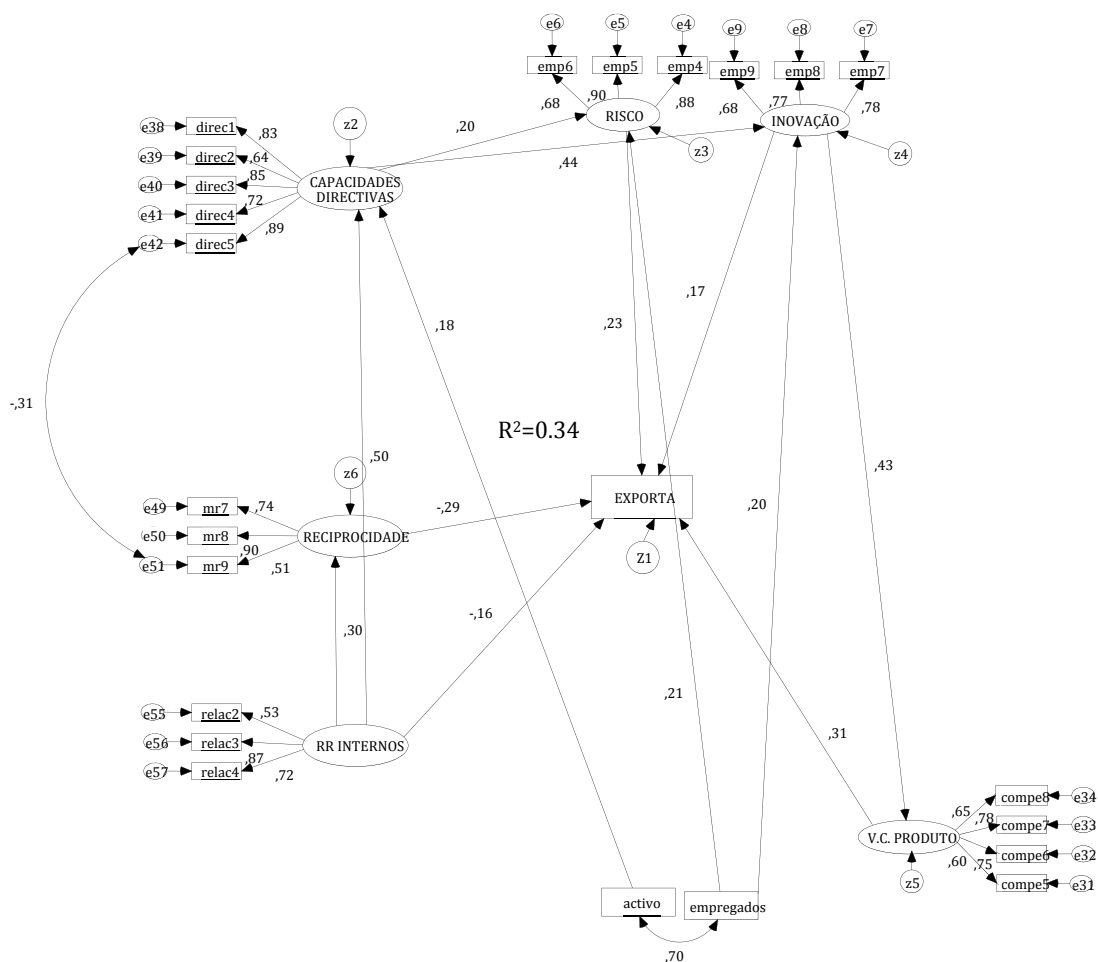 e6
e5
e4
e9
e8
e7
emp6
emp5
emp4
emp9
emp8
emp7
,68
,90
,88
,68
,77
,78
RISCO
INOVAÇÃO
z2
z3
z4
,20
,44
e38
direc1
,83
e39
direc2
,64
e40
direc3
,85
e41
direc4
,72
e42
direc5
,89
CAPACIDADES
DIRECTIVAS
,17
,18
,23
-,31
R²=0.34
,50
,43
z6
e49
mr7
,74
e50
mr8
,90
e51
mr9
,51
RECIPROCIDADE
-,29
EXPORTA
,20
Z1
-,16
,30
,21
e55
relac2
,53
e56
relac3
,87
e57
relac4
,72
RR INTERNOS
,31
V.C. PRODUTO
z5
,65
compe8
e34
,78
compe7
e33
,75
compe6
e32
,60
compe5
e31
activo
empregados
,70